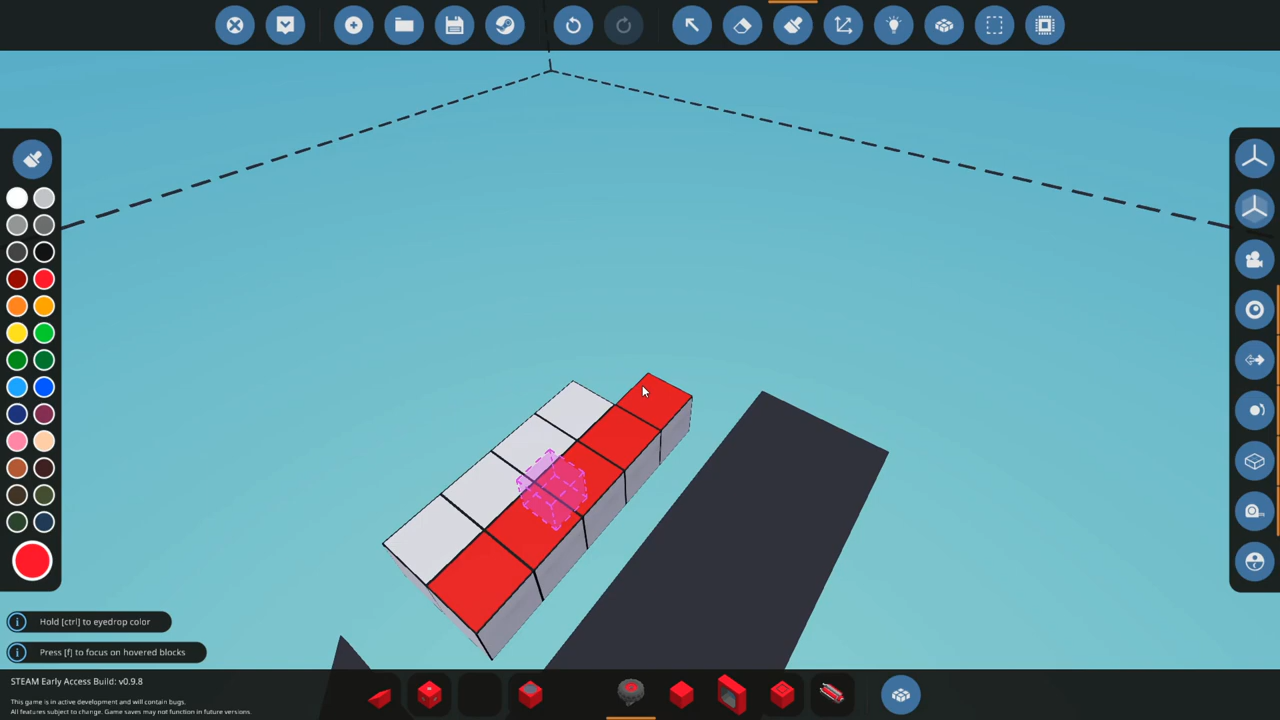 Hold [ctrl] to eyedrop color
Press [f] to focus on hovered blocks
STEAM Early Access Build: v0.9.8
This game is in active development and will contain bugs.
All features subject to change. Game saves may not function in future versions.